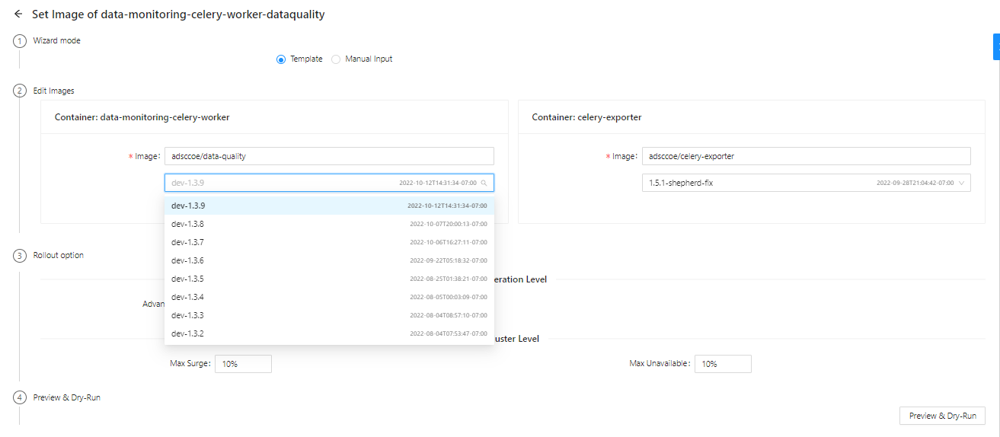 Set Image of data-monitoring-celery-worker-dataquality
1 Wizard mode
Template Manual Input
2 Edit Images
Container: data-monitoring-celery-worker
* Image: adsccoe/data-quality
dev-1.3.9 2022-10-12T14:31:34-07:00
dev-1.3.9 2022-10-12T14:31:34-07:00
dev-1.3.8 2022-10-07T20:00:13-07:00
dev-1.3.7 2022-10-06T16:27:11-07:00
dev-1.3.6 2022-09-22T05:18:32-07:00
dev-1.3.5 2022-08-25T01:38:21-07:00
dev-1.3.4 2022-08-05T00:03:09-07:00
dev-1.3.3 2022-08-04T08:57:10-07:00
dev-1.3.2 2022-08-04T07:53:47-07:00
Container: celery-exporter
* Image: adsccoe/celery-exporter
1.5.1-shepherd-fix 2022-09-28T21:04:42-07:00
3 Rollout option
eration Level
Advan
uster Level
Max Surge: 10% Max Unavailable: 10%
4 Preview & Dry-Run
Preview & Dry-Run